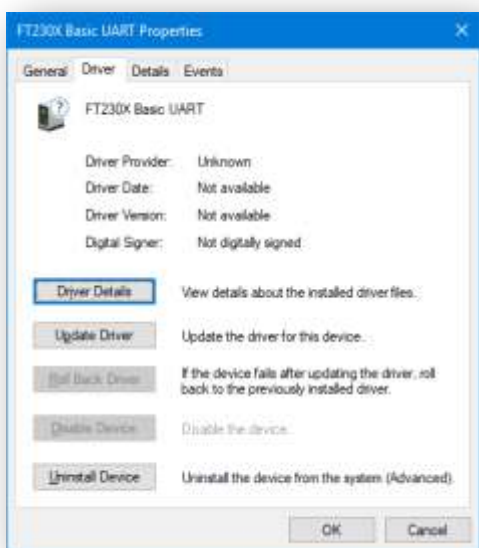 FT230X Basic UART Properties
General Driver Details Events
FT230X Basic UART
Driver Provider: Unknown
Driver Date: Not available
Driver Version: Not available
Digital Signer: Not digitally signed
Driver Details View details about the installed driver files.
Update Driver Update the driver for this device.
Roll Back Driver If the device fails after updating the driver, roll
back to the previously installed driver.
Disable Device Disable the device.
Uninstall Device Uninstall the device from the system (Advanced).
OK Cancel